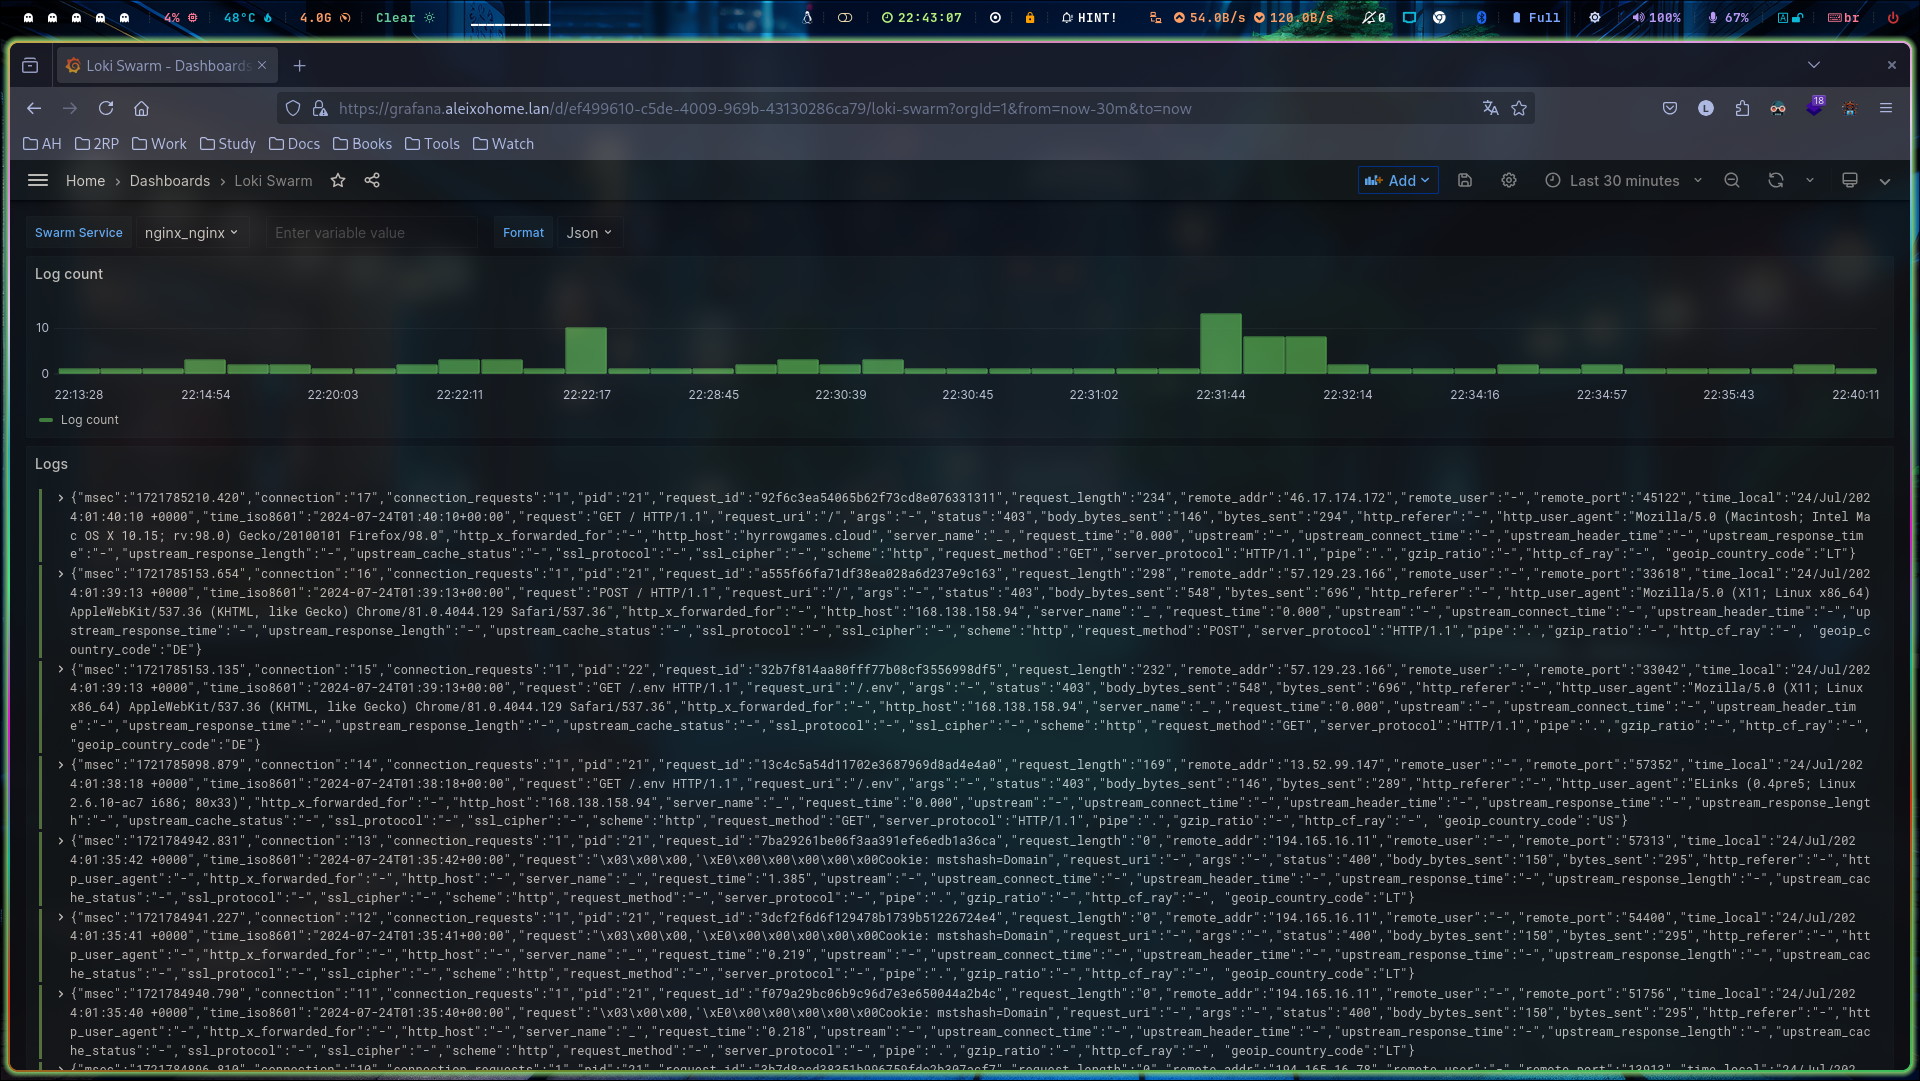 4% 48°C 4.0G Clear 22:43:07 HINT! 54.0B/s 120.0B/s 0 Full 100% 67% A br
Loki Swarm - Dashboards
https://grafana.aleixohome.lan/d/ef499610-c5de-4009-969b-43130286ca79/loki-swarm?orgId=1&from=now-30m&to=now L 18
AH 2RP Work Study Docs Books Tools Watch
Home › Dashboards › Loki Swarm Add Last 30 minutes
Swarm Service nginx_nginx Enter variable value Format Json
Log count
10
0
22:13:28 22:14:54 22:20:03 22:22:11 22:22:17 22:28:45 22:30:39 22:30:45 22:31:02 22:31:44 22:32:14 22:34:16 22:34:57 22:35:43 22:40:11
Log count
Logs
{"msec":"1721785210.420","connection":"17","connection_requests":"1","pid":"21","request_id":"92f6c3ea54065b62f73cd8e076331311","request_length":"234","remote_addr":"46.17.174.172","remote_user":"-","remote_port":"45122","time_local":"24/Jul/202
4:01:40:10 +0000","time_iso8601":"2024-07-24T01:40:10+00:00","request":"GET / HTTP/1.1","request_uri":"/","args":"-","status":"403","body_bytes_sent":"146","bytes_sent":"294","http_referer":"-","http_user_agent":"Mozilla/5.0 (Macintosh; Intel Ma
c OS X 10.15; rv:98.0) Gecko/20100101 Firefox/98.0","http_x_forwarded_for":"-","http_host":"hyrrowgames.cloud","server_name":"_","request_time":"0.000","upstream":"-","upstream_connect_time":"-","upstream_header_time":"-","upstream_response_tim
e":"-","upstream_response_length":"-","upstream_cache_status":"-","ssl_protocol":"-","ssl_cipher":"-","scheme":"http","request_method":"GET","server_protocol":"HTTP/1.1","pipe":".","gzip_ratio":"-","http_cf_ray":"-", "geoip_country_code":"LT"}
{"msec":"1721785153.654","connection":"16","connection_requests":"1","pid":"21","request_id":"a555f66fa71df38ea028a6d237e9c163","request_length":"298","remote_addr":"57.129.23.166","remote_user":"-","remote_port":"33618","time_local":"24/Jul/202
4:01:39:13 +0000","time_iso8601":"2024-07-24T01:39:13+00:00","request":"POST / HTTP/1.1","request_uri":"/","args":"-","status":"403","body_bytes_sent":"548","bytes_sent":"696","http_referer":"-","http_user_agent":"Mozilla/5.0 (X11; Linux x86_64)
AppleWebKit/537.36 (KHTML, like Gecko) Chrome/81.0.4044.129 Safari/537.36","http_x_forwarded_for":"-","http_host":"168.138.158.94","server_name":"_","request_time":"0.000","upstream":"-","upstream_connect_time":"-","upstream_header_time":"-","up
stream_response_time":"-","upstream_response_length":"-","upstream_cache_status":"-","ssl_protocol":"-","ssl_cipher":"-","scheme":"http","request_method":"POST","server_protocol":"HTTP/1.1","pipe":".","gzip_ratio":"-","http_cf_ray":"-", "geoip_c
ountry_code":"DE"}
{"msec":"1721785153.135","connection":"15","connection_requests":"1","pid":"22","request_id":"32b7f814aa80fff77b08cf3556998df5","request_length":"232","remote_addr":"57.129.23.166","remote_user":"-","remote_port":"33042","time_local":"24/Jul/202
4:01:39:13 +0000","time_iso8601":"2024-07-24T01:39:13+00:00","request":"GET /.env HTTP/1.1","request_uri":"/.env","args":"-","status":"403","body_bytes_sent":"548","bytes_sent":"696","http_referer":"-","http_user_agent":"Mozilla/5.0 (X11; Linux
x86_64) AppleWebKit/537.36 (KHTML, like Gecko) Chrome/81.0.4044.129 Safari/537.36","http_x_forwarded_for":"-","http_host":"168.138.158.94","server_name":"_","request_time":"0.000","upstream":"-","upstream_connect_time":"-","upstream_header_tim
e":"-","upstream_response_time":"-","upstream_response_length":"-","upstream_cache_status":"-","ssl_protocol":"-","ssl_cipher":"-","scheme":"http","request_method":"GET","server_protocol":"HTTP/1.1","pipe":".","gzip_ratio":"-","http_cf_ray":"-",
"geoip_country_code":"DE"}
{"msec":"1721785098.879","connection":"14","connection_requests":"1","pid":"21","request_id":"13c4c5a54d11702e3687969d8ad4e4a0","request_length":"169","remote_addr":"13.52.99.147","remote_user":"-","remote_port":"57352","time_local":"24/Jul/202
4:01:38:18 +0000","time_iso8601":"2024-07-24T01:38:18+00:00","request":"GET /.env HTTP/1.1","request_uri":"/.env","args":"-","status":"403","body_bytes_sent":"146","bytes_sent":"289","http_referer":"-","http_user_agent":"ELinks (0.4pre5; Linux
2.6.10-ac7 i686; 80x33)","http_x_forwarded_for":"-","http_host":"168.138.158.94","server_name":"_","request_time":"0.000","upstream":"-","upstream_connect_time":"-","upstream_header_time":"-","upstream_response_time":"-","upstream_response_lengt
h":"-","upstream_cache_status":"-","ssl_protocol":"-","ssl_cipher":"-","scheme":"http","request_method":"GET","server_protocol":"HTTP/1.1","pipe":".","gzip_ratio":"-","http_cf_ray":"-", "geoip_country_code":"US"}
{"msec":"1721784942.831","connection":"13","connection_requests":"1","pid":"21","request_id":"7ba29261be06f3aa391efe6edb1a36ca","request_length":"0","remote_addr":"194.165.16.11","remote_user":"-","remote_port":"57313","time_local":"24/Jul/202
4:01:35:42 +0000","time_iso8601":"2024-07-24T01:35:42+00:00","request":"\x03\x00\x00,'\xE0\x00\x00\x00\x00\x00Cookie: mstshash=Domain","request_uri":"-","args":"-","status":"400","body_bytes_sent":"150","bytes_sent":"295","http_referer":"-","htt
p_user_agent":"-","http_x_forwarded_for":"-","http_host":"-","server_name":"_","request_time":"1.385","upstream":"-","upstream_connect_time":"-","upstream_header_time":"-","upstream_response_time":"-","upstream_response_length":"-","upstream_cac
he_status":"-","ssl_protocol":"-","ssl_cipher":"-","scheme":"http","request_method":"-","server_protocol":"-","pipe":".","gzip_ratio":"-","http_cf_ray":"-", "geoip_country_code":"LT"}
{"msec":"1721784941.227","connection":"12","connection_requests":"1","pid":"21","request_id":"3dcf2f6d6f129478b1739b51226724e4","request_length":"0","remote_addr":"194.165.16.11","remote_user":"-","remote_port":"54400","time_local":"24/Jul/202
4:01:35:41 +0000","time_iso8601":"2024-07-24T01:35:41+00:00","request":"\x03\x00\x00,'\xE0\x00\x00\x00\x00\x00Cookie: mstshash=Domain","request_uri":"-","args":"-","status":"400","body_bytes_sent":"150","bytes_sent":"295","http_referer":"-","htt
p_user_agent":"-","http_x_forwarded_for":"-","http_host":"-","server_name":"_","request_time":"0.219","upstream":"-","upstream_connect_time":"-","upstream_header_time":"-","upstream_response_time":"-","upstream_response_length":"-","upstream_cac
he_status":"-","ssl_protocol":"-","ssl_cipher":"-","scheme":"http","request_method":"-","server_protocol":"-","pipe":".","gzip_ratio":"-","http_cf_ray":"-", "geoip_country_code":"LT"}
{"msec":"1721784940.790","connection":"11","connection_requests":"1","pid":"21","request_id":"f079a29bc06b9c96d7e3e650044a2b4c","request_length":"0","remote_addr":"194.165.16.11","remote_user":"-","remote_port":"51756","time_local":"24/Jul/202
4:01:35:40 +0000","time_iso8601":"2024-07-24T01:35:40+00:00","request":"\x03\x00\x00,'\xE0\x00\x00\x00\x00\x00Cookie: mstshash=Domain","request_uri":"-","args":"-","status":"400","body_bytes_sent":"150","bytes_sent":"295","http_referer":"-","htt
p_user_agent":"-","http_x_forwarded_for":"-","http_host":"-","server_name":"_","request_time":"0.218","upstream":"-","upstream_connect_time":"-","upstream_header_time":"-","upstream_response_time":"-","upstream_response_length":"-","upstream_cac
he_status":"-","ssl_protocol":"-","ssl_cipher":"-","scheme":"http","request_method":"-","server_protocol":"-","pipe":".","gzip_ratio":"-","http_cf_ray":"-", "geoip_country_code":"LT"}